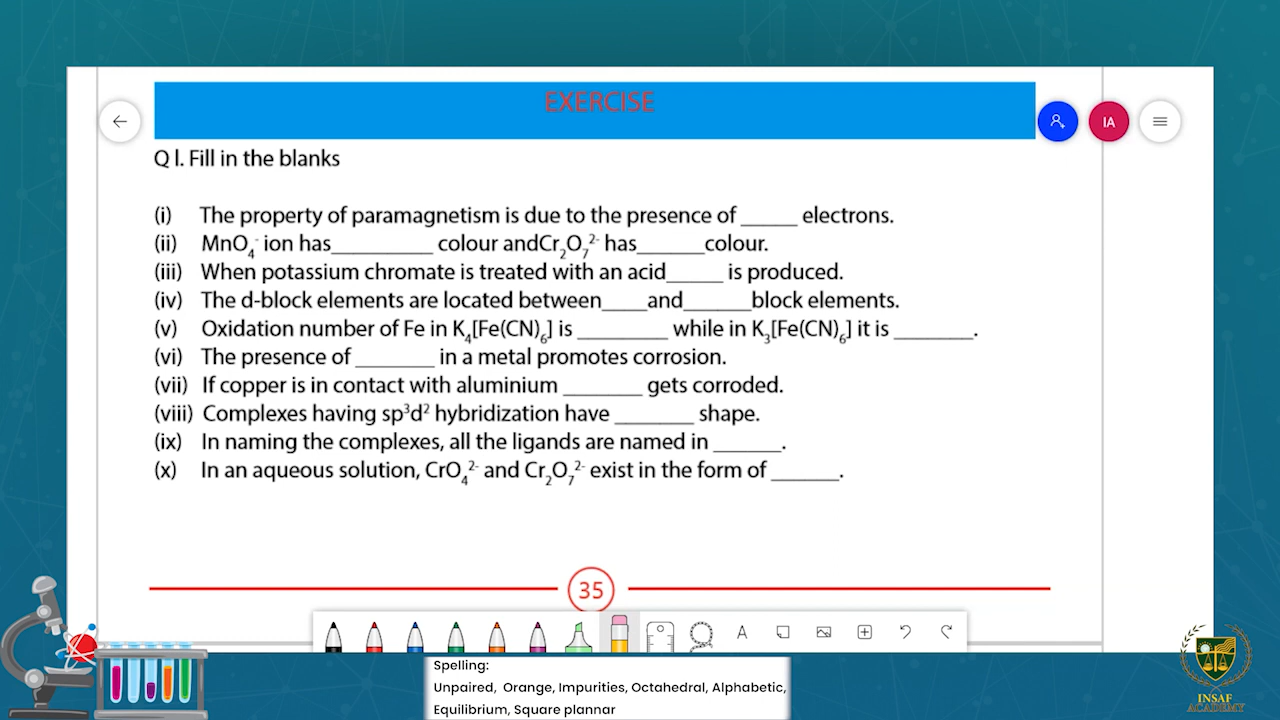 EXERCISE
IA
Q l. Fill in the blanks
(i) The property of paramagnetism is due to the presence of _____ electrons.
(ii) MnO₄⁻ ion has_________ colour andCr₂O₇²⁻ has______colour.
(iii) When potassium chromate is treated with an acid_____ is produced.
(iv) The d-block elements are located between____and______block elements.
(v) Oxidation number of Fe in K₄[Fe(CN)₆] is ________ while in K₃[Fe(CN)₆] it is _______.
(vi) The presence of _______ in a metal promotes corrosion.
(vii) If copper is in contact with aluminium _______ gets corroded.
(viii) Complexes having sp³d² hybridization have _______ shape.
(ix) In naming the complexes, all the ligands are named in ______.
(x) In an aqueous solution, CrO₄²⁻ and Cr₂O₇²⁻ exist in the form of ______.
35
A
Spelling:
Unpaired, Orange, Impurities, Octahedral, Alphabetic,
Equilibrium, Square plannar
INSAF
ACADEMY